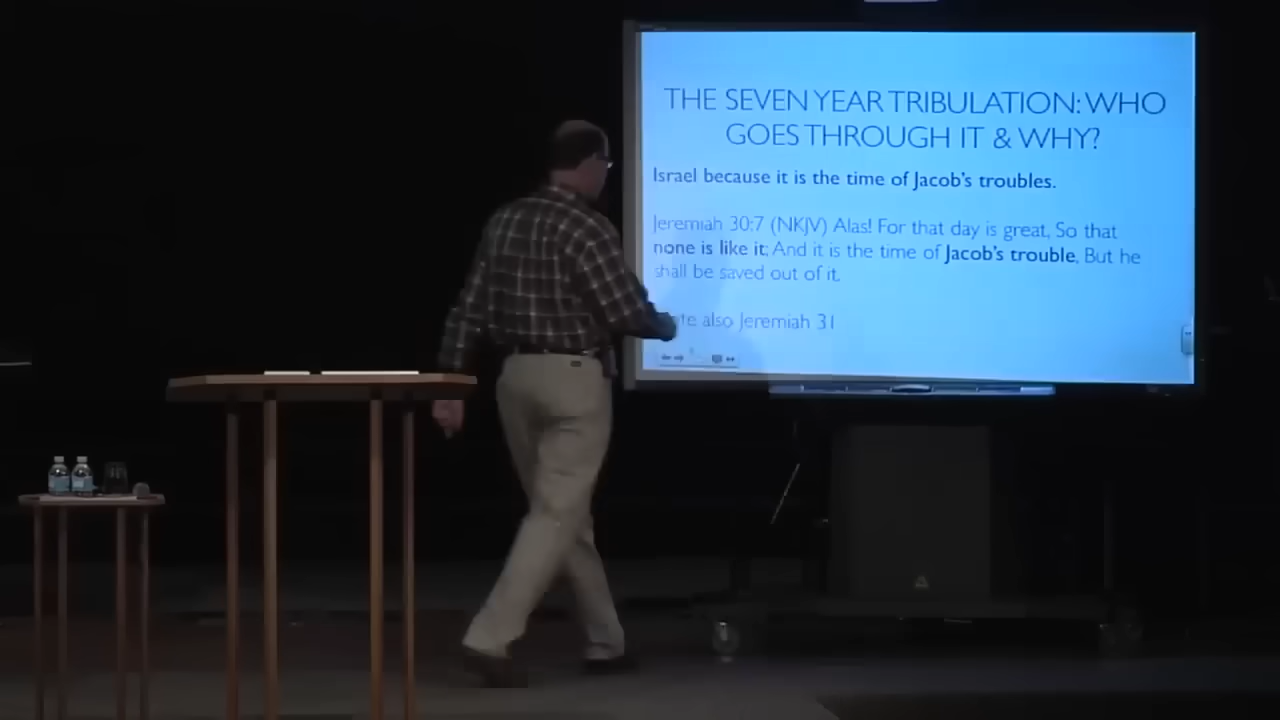 THE SEVEN YEAR TRIBULATION: WHO
GOES THROUGH IT & WHY?
Israel because it is the time of Jacob's troubles.
Jeremiah 30:7 (NKJV) Alas! For that day is great, So that
none is like it; And it is the time of Jacob's trouble, But he
shall be saved out of it.
also Jeremiah 31